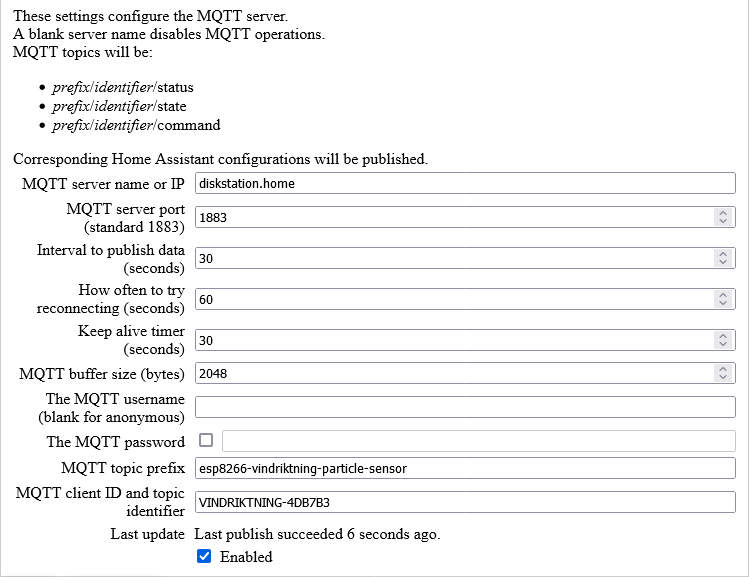 These settings configure the MQTT server.
A blank server name disables MQTT operations.
MQTT topics will be:
• prefix/identifier/status
• prefix/identifier/state
• prefix/identifier/command
Corresponding Home Assistant configurations will be published.
MQTT server name or IP diskstation.home
MQTT server port
(standard 1883) 1883
Interval to publish data
(seconds) 30
How often to try
reconnecting (seconds) 60
Keep alive timer
(seconds) 30
MQTT buffer size (bytes) 2048
The MQTT username
(blank for anonymous)
The MQTT password
MQTT topic prefix esp8266-vindriktning-particle-sensor
MQTT client ID and topic
identifier VINDRIKTNING-4DB7B3
Last update Last publish succeeded 6 seconds ago.
Enabled